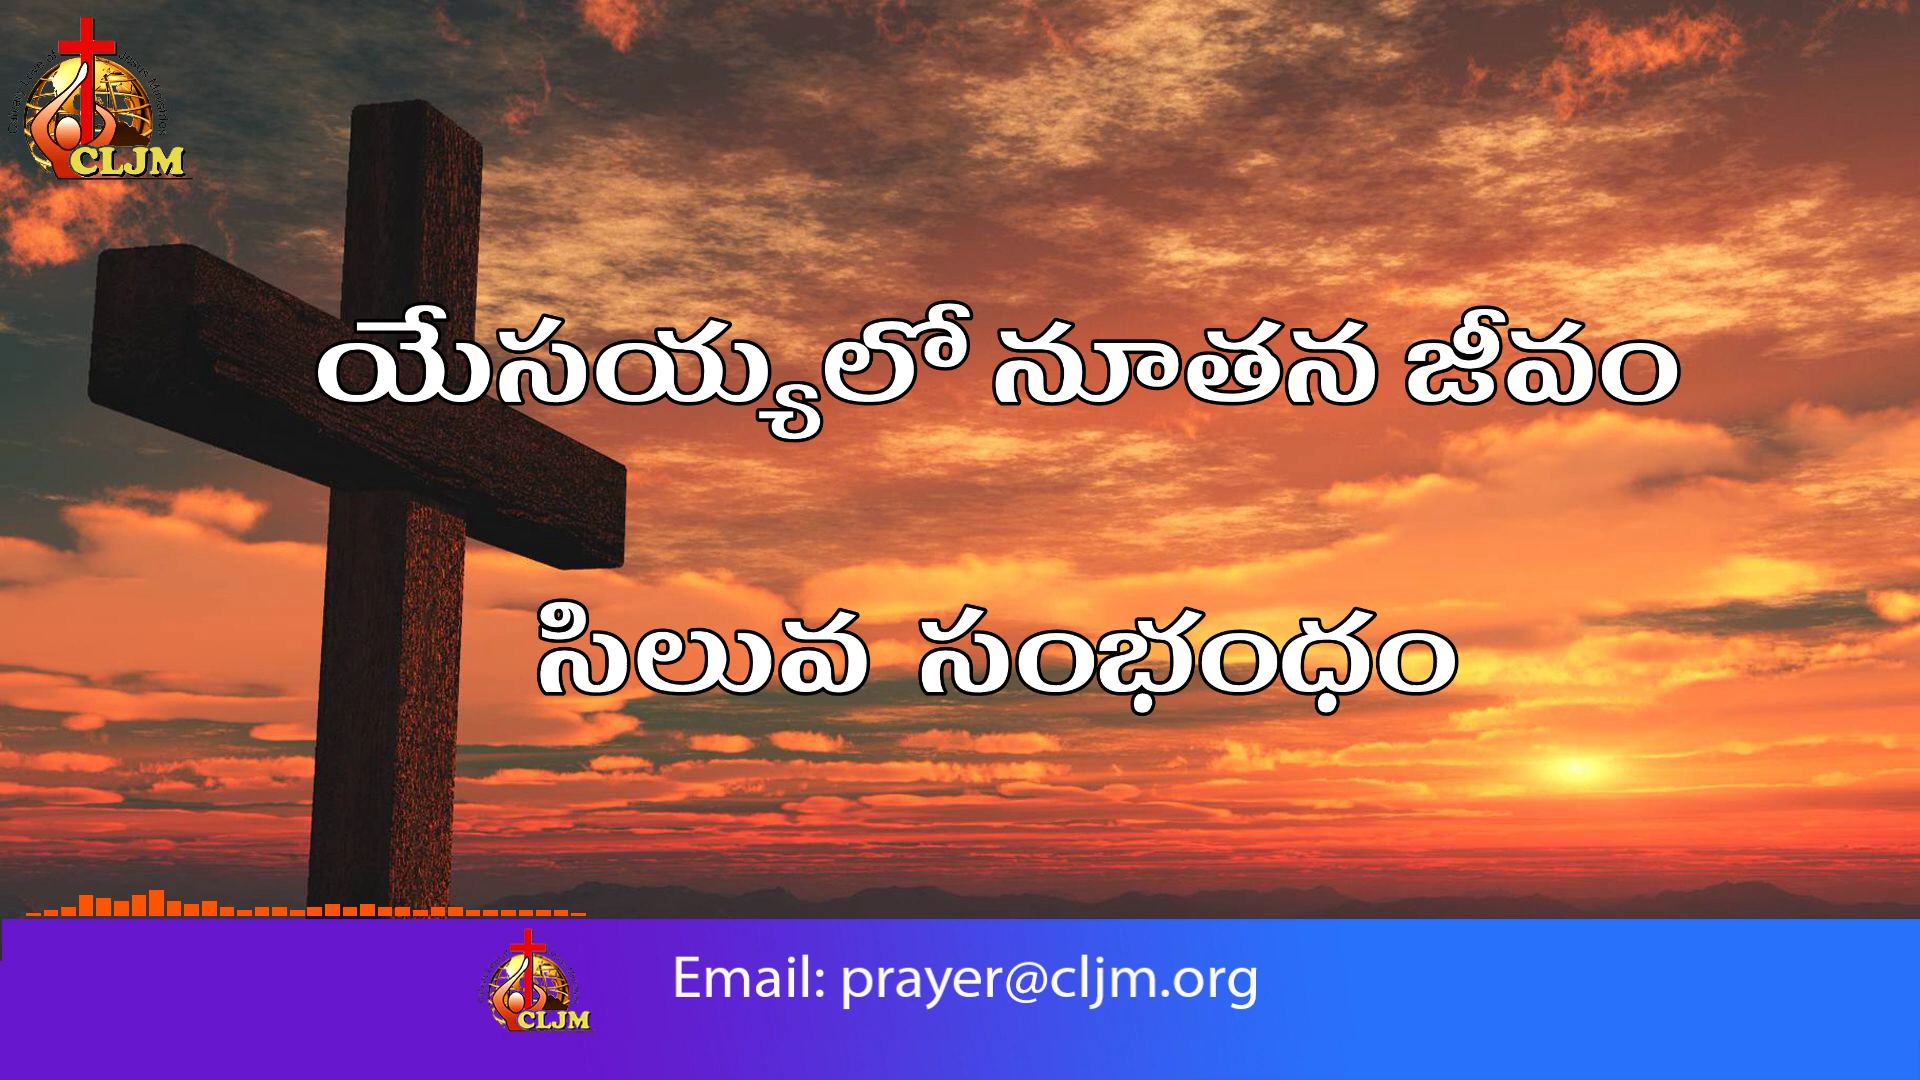 CLJM
యేసయ్యలో నూతన జీవం
సిలువ సంభంధం
CLJM
Email: prayer@cljm.org